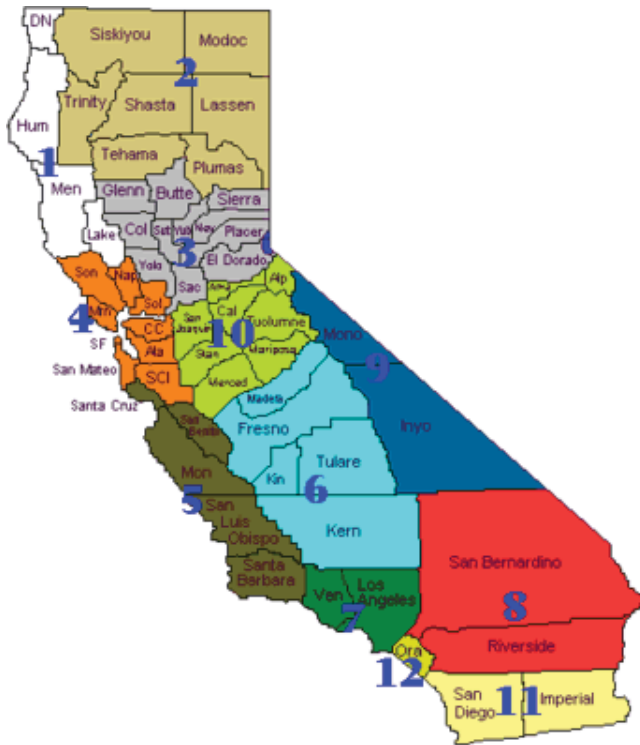 DN
Siskiyou
Modoc
2
Trinity
Shasta
Lassen
Hum
1
Tehama
Plumas
Men
Glenn
Butte
Sierra
Lake
Col
Sut
Yub
Nev
Placer
3
Yolo
El Dorado
Son
Nap
Sac
Alp
Sol
Mrn
4
Cal
San
Joaquin
Tuolumne
10
CC
SF
Ala
Stan
Mariposa
Mono
9
San Mateo
SCl
Merced
Santa Cruz
Madera
San
Benito
Fresno
Inyo
Mon
Kin
Tulare
6
5
San
Luis
Obispo
Kern
Santa
Barbara
San Bernardino
Ven
Los
Angeles
7
8
Ora
12
Riverside
San
Diego
11
Imperial